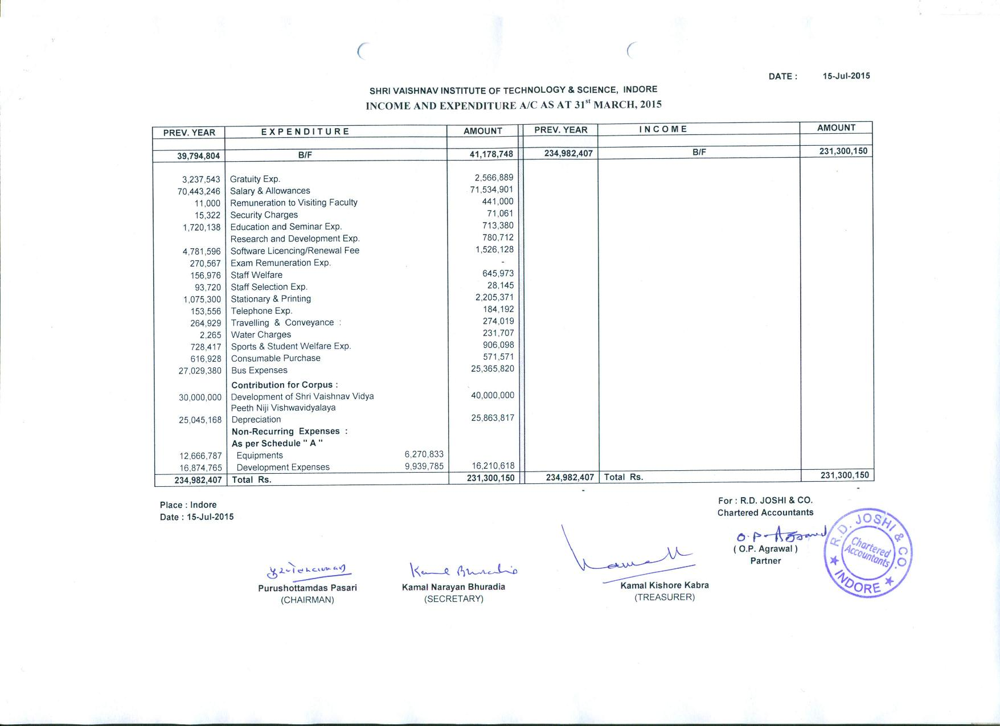 DATE : 15-Jul-2015
SHRI VAISHNAV INSTITUTE OF TECHNOLOGY & SCIENCE, INDORE
INCOME AND EXPENDITURE A/C AS AT 31st MARCH, 2015
PREV. YEAR EXPENDITURE AMOUNT PREV. YEAR INCOME AMOUNT
39,794,804 B/F 41,178,748 234,982,407 B/F 231,300,150
3,237,543 Gratuity Exp. 2,566,889
70,443,246 Salary & Allowances 71,534,901
11,000 Remuneration to Visiting Faculty 441,000
15,322 Security Charges 71,061
1,720,138 Education and Seminar Exp. 713,380
Research and Development Exp. 780,712
4,781,596 Software Licencing/Renewal Fee 1,526,128
270,567 Exam Remuneration Exp. -
156,976 Staff Welfare 645,973
93,720 Staff Selection Exp. 28,145
1,075,300 Stationary & Printing 2,205,371
153,556 Telephone Exp. 184,192
264,929 Travelling & Conveyance : 274,019
2,265 Water Charges 231,707
728,417 Sports & Student Welfare Exp. 906,098
616,928 Consumable Purchase 571,571
27,029,380 Bus Expenses 25,365,820
Contribution for Corpus :
30,000,000 Development of Shri Vaishnav Vidya 40,000,000
Peeth Niji Vishwavidyalaya
25,045,168 Depreciation 25,863,817
Non-Recurring Expenses :
As per Schedule " A "
12,666,787 Equipments 6,270,833
16,874,765 Development Expenses 9,939,785 16,210,618
234,982,407 Total Rs. 231,300,150 234,982,407 Total Rs. 231,300,150
- -
Place : Indore
Date : 15-Jul-2015
For : R.D. JOSHI & CO.
Chartered Accountants
O.P. Agrawal
( O.P. Agrawal )
Partner
R.D. JOSHI & CO.
Chartered
Accountants
★ INDORE ★
Kamal Bhuradia
Purushottamdas Pasari
(CHAIRMAN)
Kamal Narayan Bhuradia
(SECRETARY)
Kamal Kishore Kabra
(TREASURER)